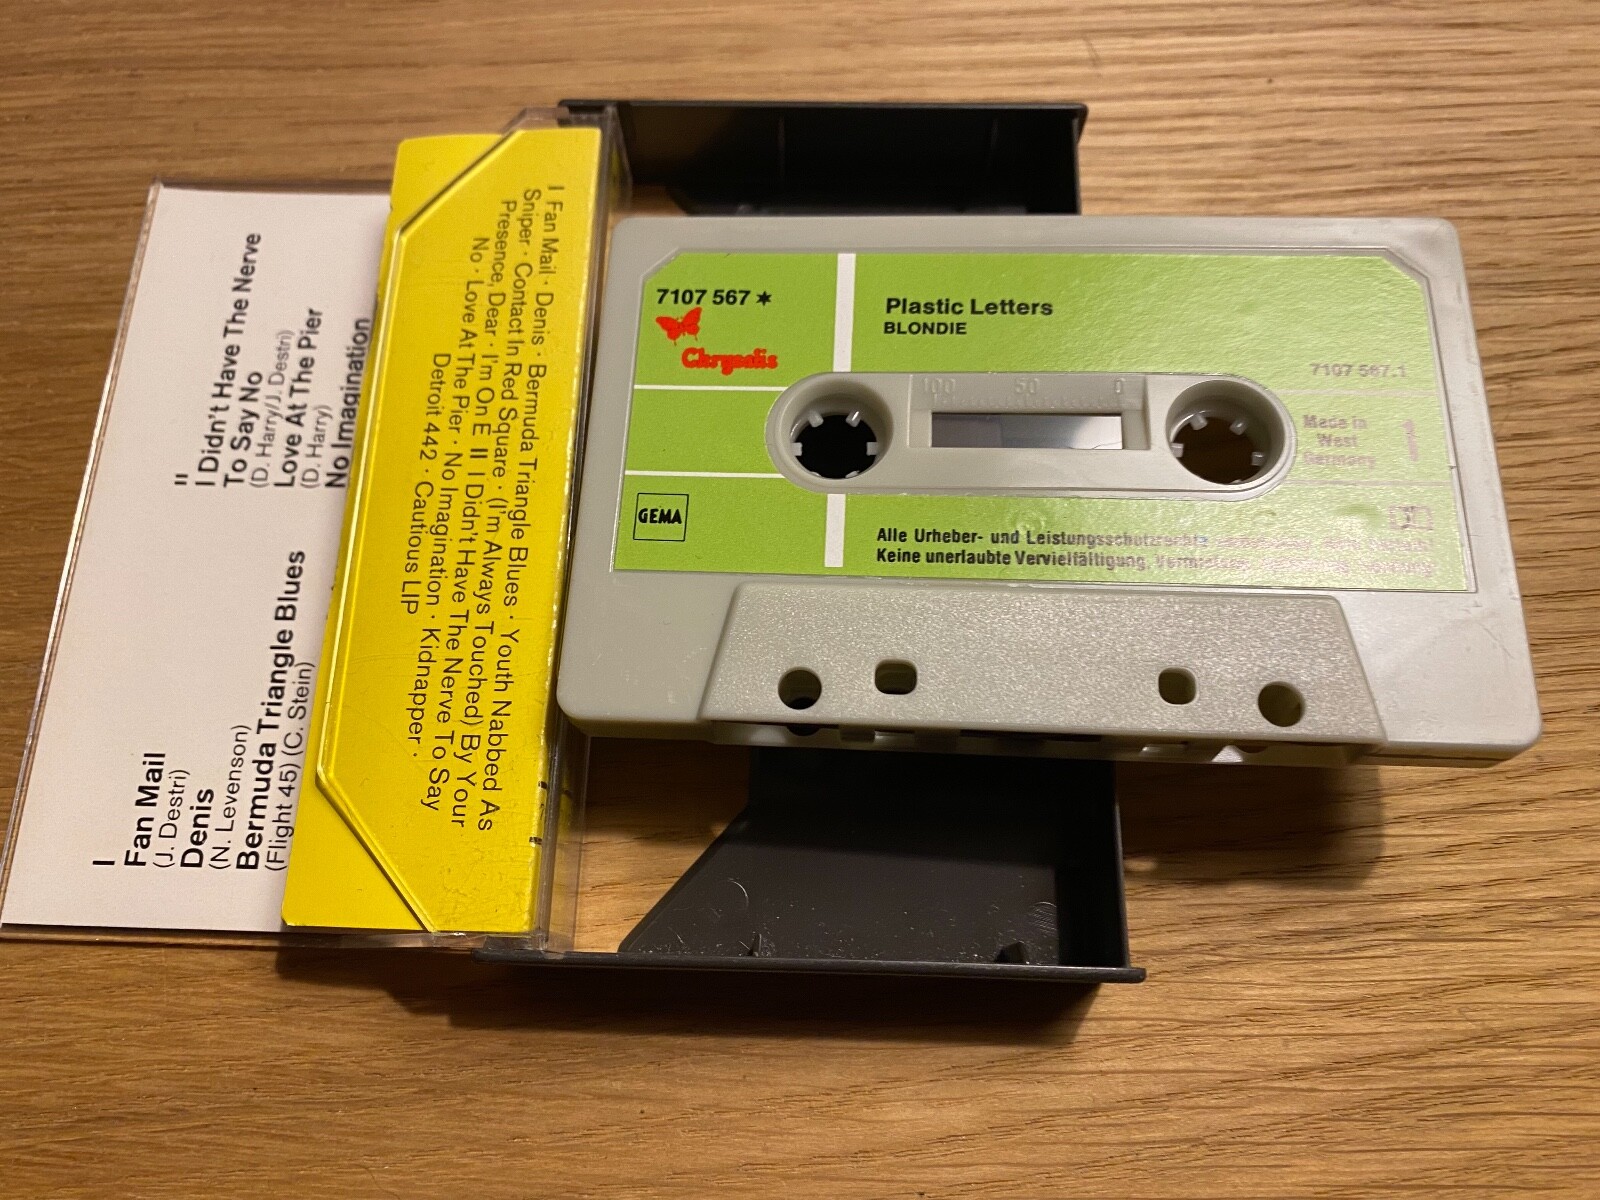 I
Fan Mail
(J. Destri)
Denis
(N. Levenson)
Bermuda Triangle Blues
(Flight 45) (C. Stein)
II
I Didn't Have The Nerve
To Say No
(D. Harry/J. Destri)
Love At The Pier
(D. Harry)
No Imagination
I Fan Mail · Denis · Bermuda Triangle Blues · Youth Nabbed As
Sniper · Contact In Red Square · (I'm Always Touched) By Your
Presence, Dear · I'm On E II I Didn't Have The Nerve To Say
No · Love At The Pier · No Imagination · Kidnapper ·
Detroit 442 · Cautious LIP
7107 567 ✶
Chrysalis
Plastic Letters
BLONDIE
7107 567.1
100 50 0
Made in
West
Germany
1
GEMA
Alle Urheber- und Leistungsschutzrechte
Keine unerlaubte Vervielfältigung, Vermietung,